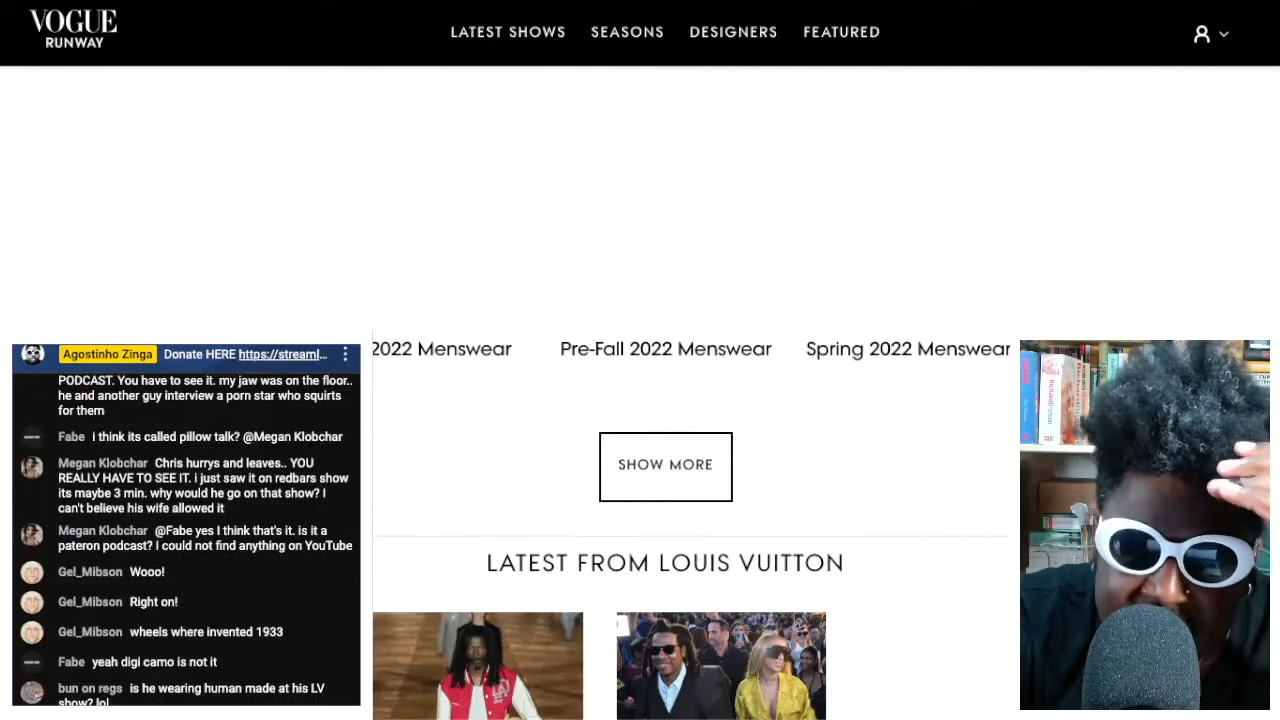 VOGUE
RUNWAY
LATEST SHOWS
SEASONS
DESIGNERS
FEATURED
Agostinho Zinga Donate HERE https://streaml...
PODCAST. You have to see it. my jaw was on the floor..
he and another guy interview a porn star who squirts
for them
Fabe i think its called pillow talk? @Megan Klobchar
Megan Klobchar Chris hurrys and leaves.. YOU
REALLY HAVE TO SEE IT. i just saw it on redbars show
its maybe 3 min. why would he go on that show? I
can't believe his wife allowed it
Megan Klobchar @Fabe yes I think that's it. is it a
pateron podcast? I could not find anything on YouTube
Gel_Mibson Wooo!
Gel_Mibson Right on!
Gel_Mibson wheels where invented 1933
Fabe yeah digi camo is not it
bun on regs is he wearing human made at his LV
show? lol
2022 Menswear
Pre-Fall 2022 Menswear
Spring 2022 Menswear
SHOW MORE
LATEST FROM LOUIS VUITTON